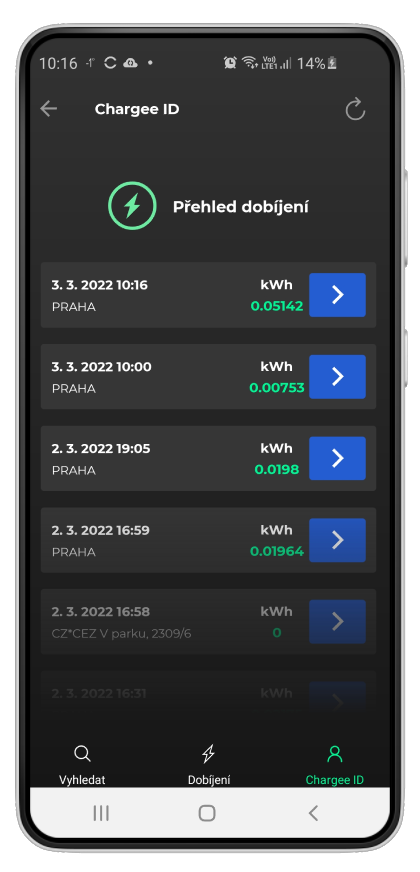 10:16 -1° 14%
Chargee ID
Přehled dobíjení
3. 3. 2022 10:16 kWh
PRAHA 0.05142
3. 3. 2022 10:00 kWh
PRAHA 0.00753
2. 3. 2022 19:05 kWh
PRAHA 0.0198
2. 3. 2022 16:59 kWh
PRAHA 0.01964
2. 3. 2022 16:58 kWh
CZ*CEZ V parku, 2309/6 0
2. 3. 2022 16:31 kWh
Vyhledat Dobíjení Chargee ID